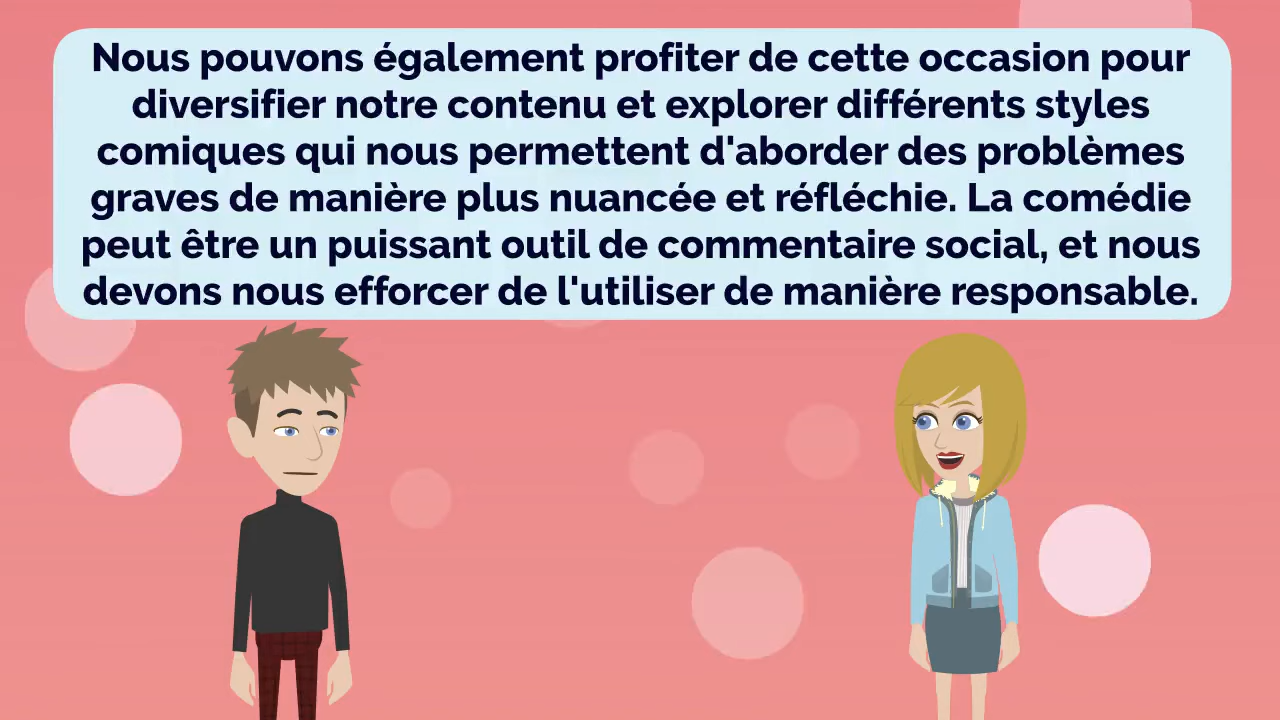 Nous pouvons également profiter de cette occasion pour
diversifier notre contenu et explorer différents styles
comiques qui nous permettent d'aborder des problèmes
graves de manière plus nuancée et réfléchie. La comédie
peut être un puissant outil de commentaire social, et nous
devons nous efforcer de l'utiliser de manière responsable.